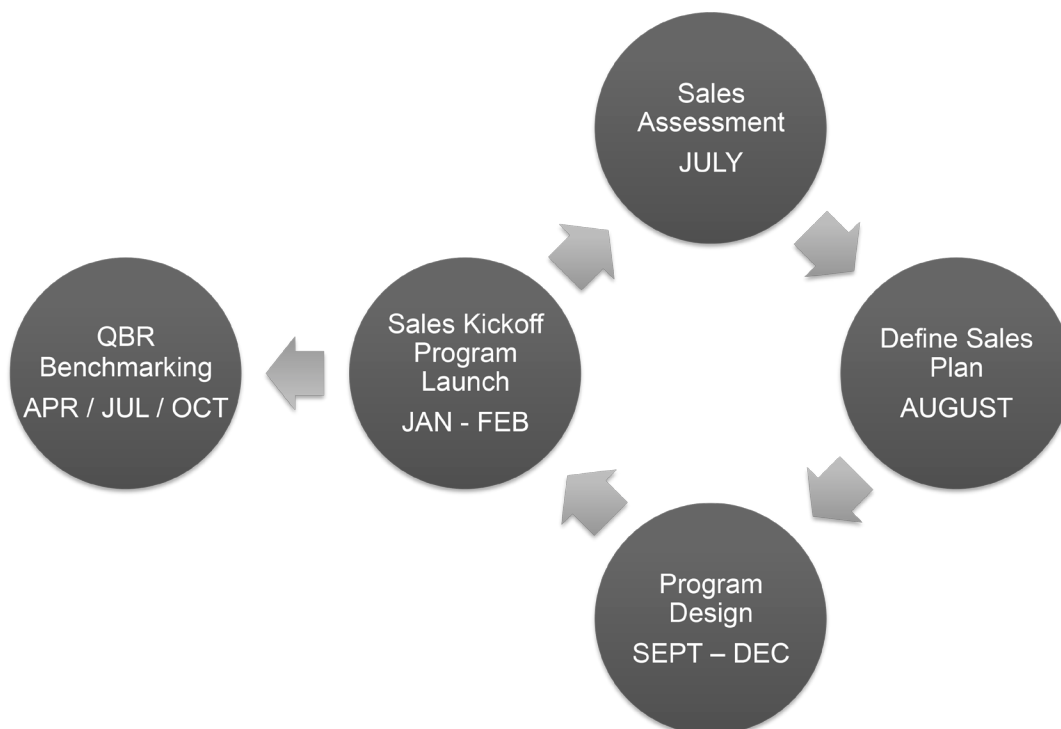 Sales
Assessment
JULY
QBR
Benchmarking
APR / JUL / OCT
Sales Kickoff
Program
Launch
JAN - FEB
Define Sales
Plan
AUGUST
Program
Design
SEPT – DEC